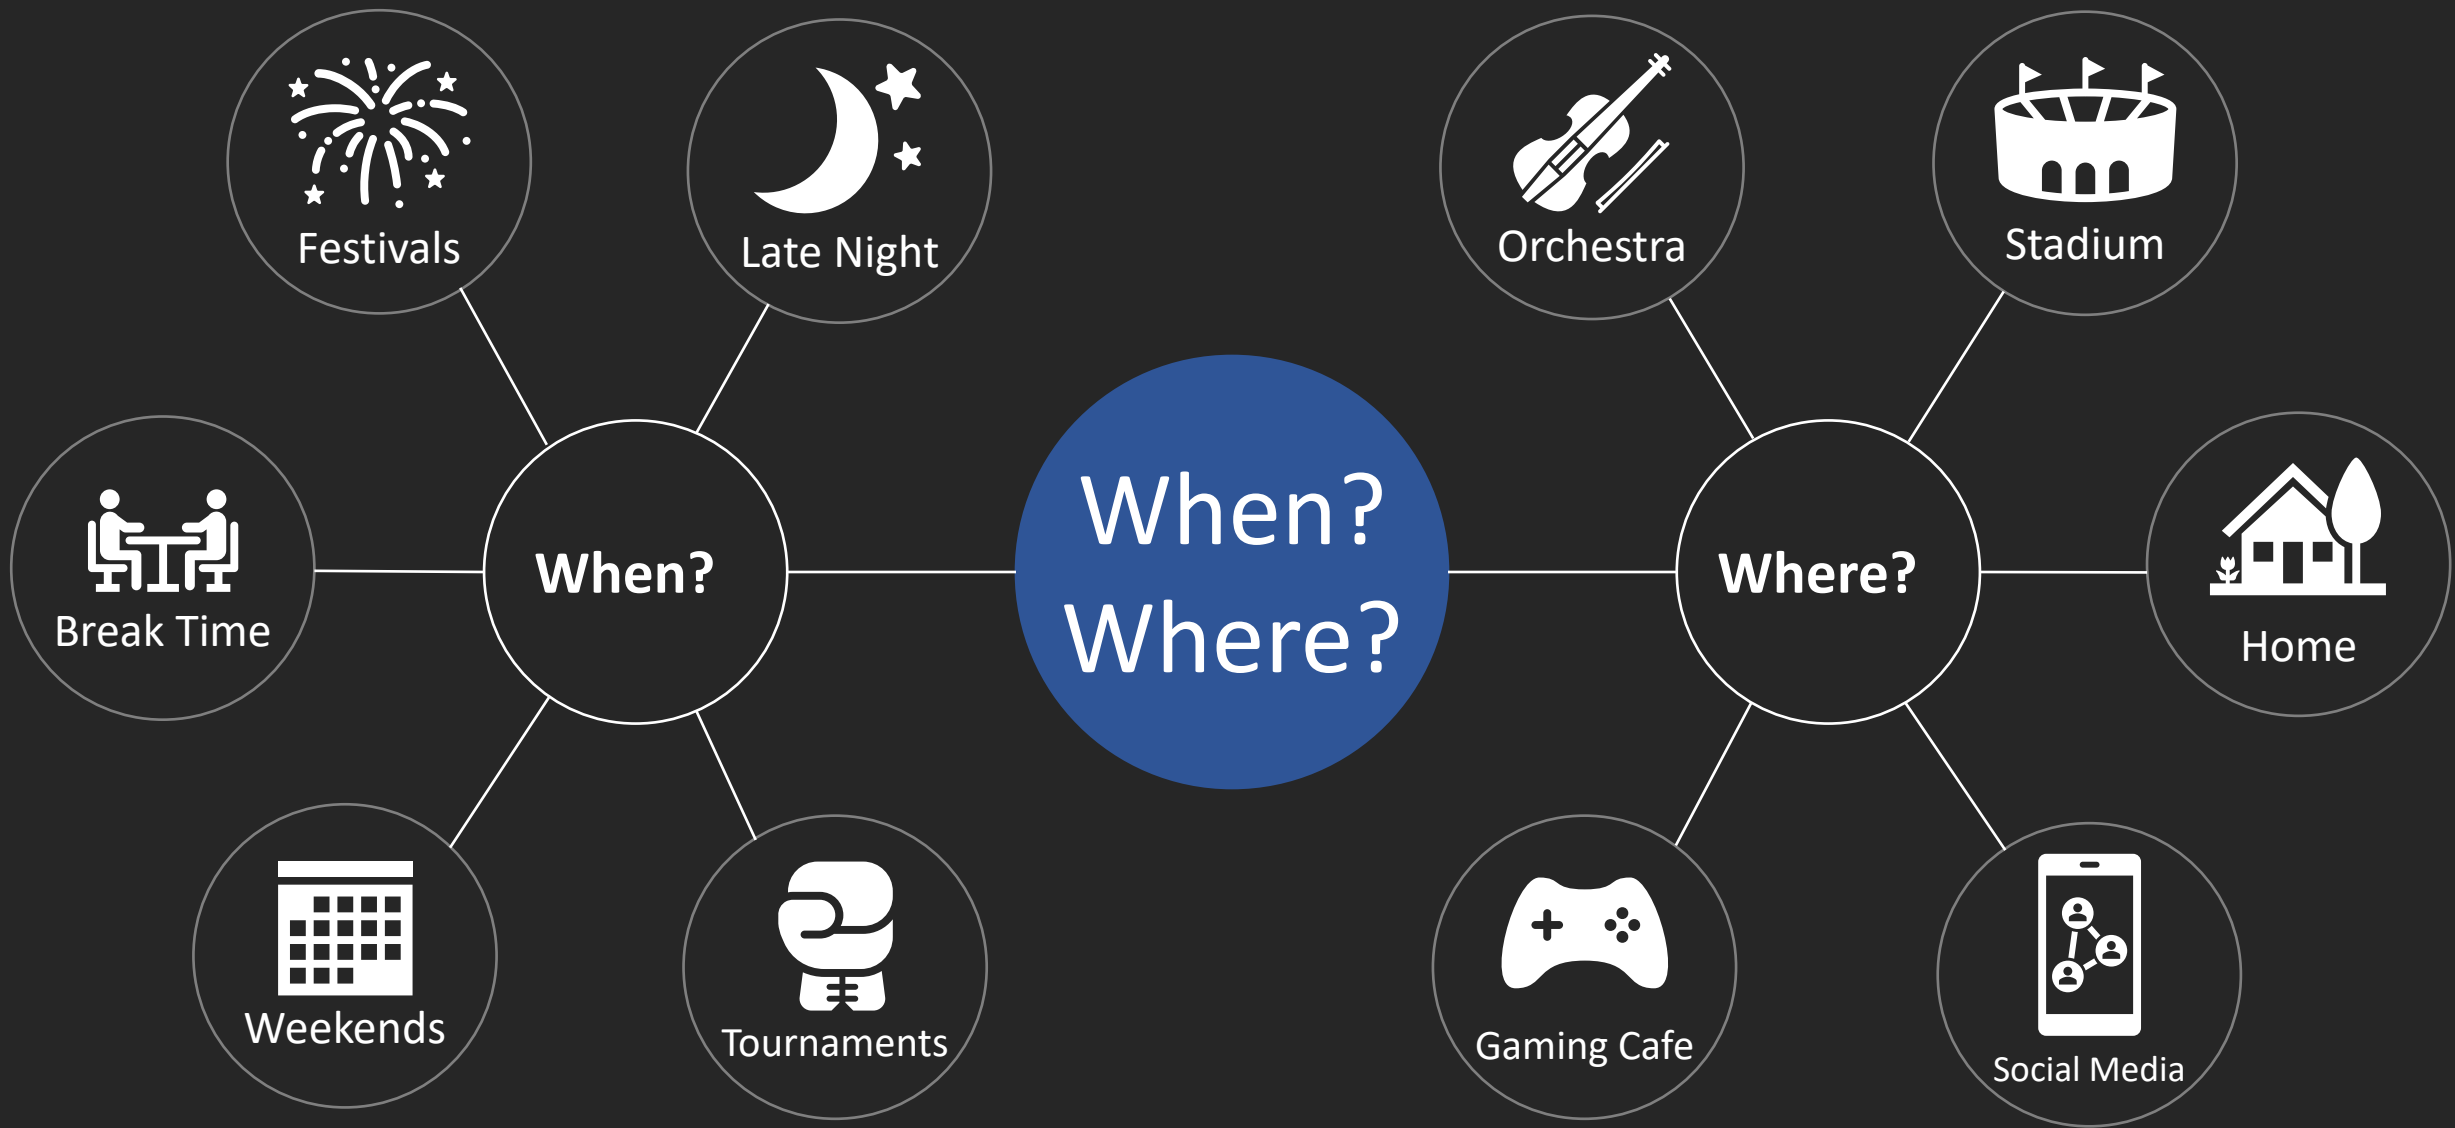 Festivals
Late Night
Orchestra
Stadium
Break Time
When?
When?
Where?
Where?
Home
Weekends
Tournaments
Gaming Cafe
Social Media